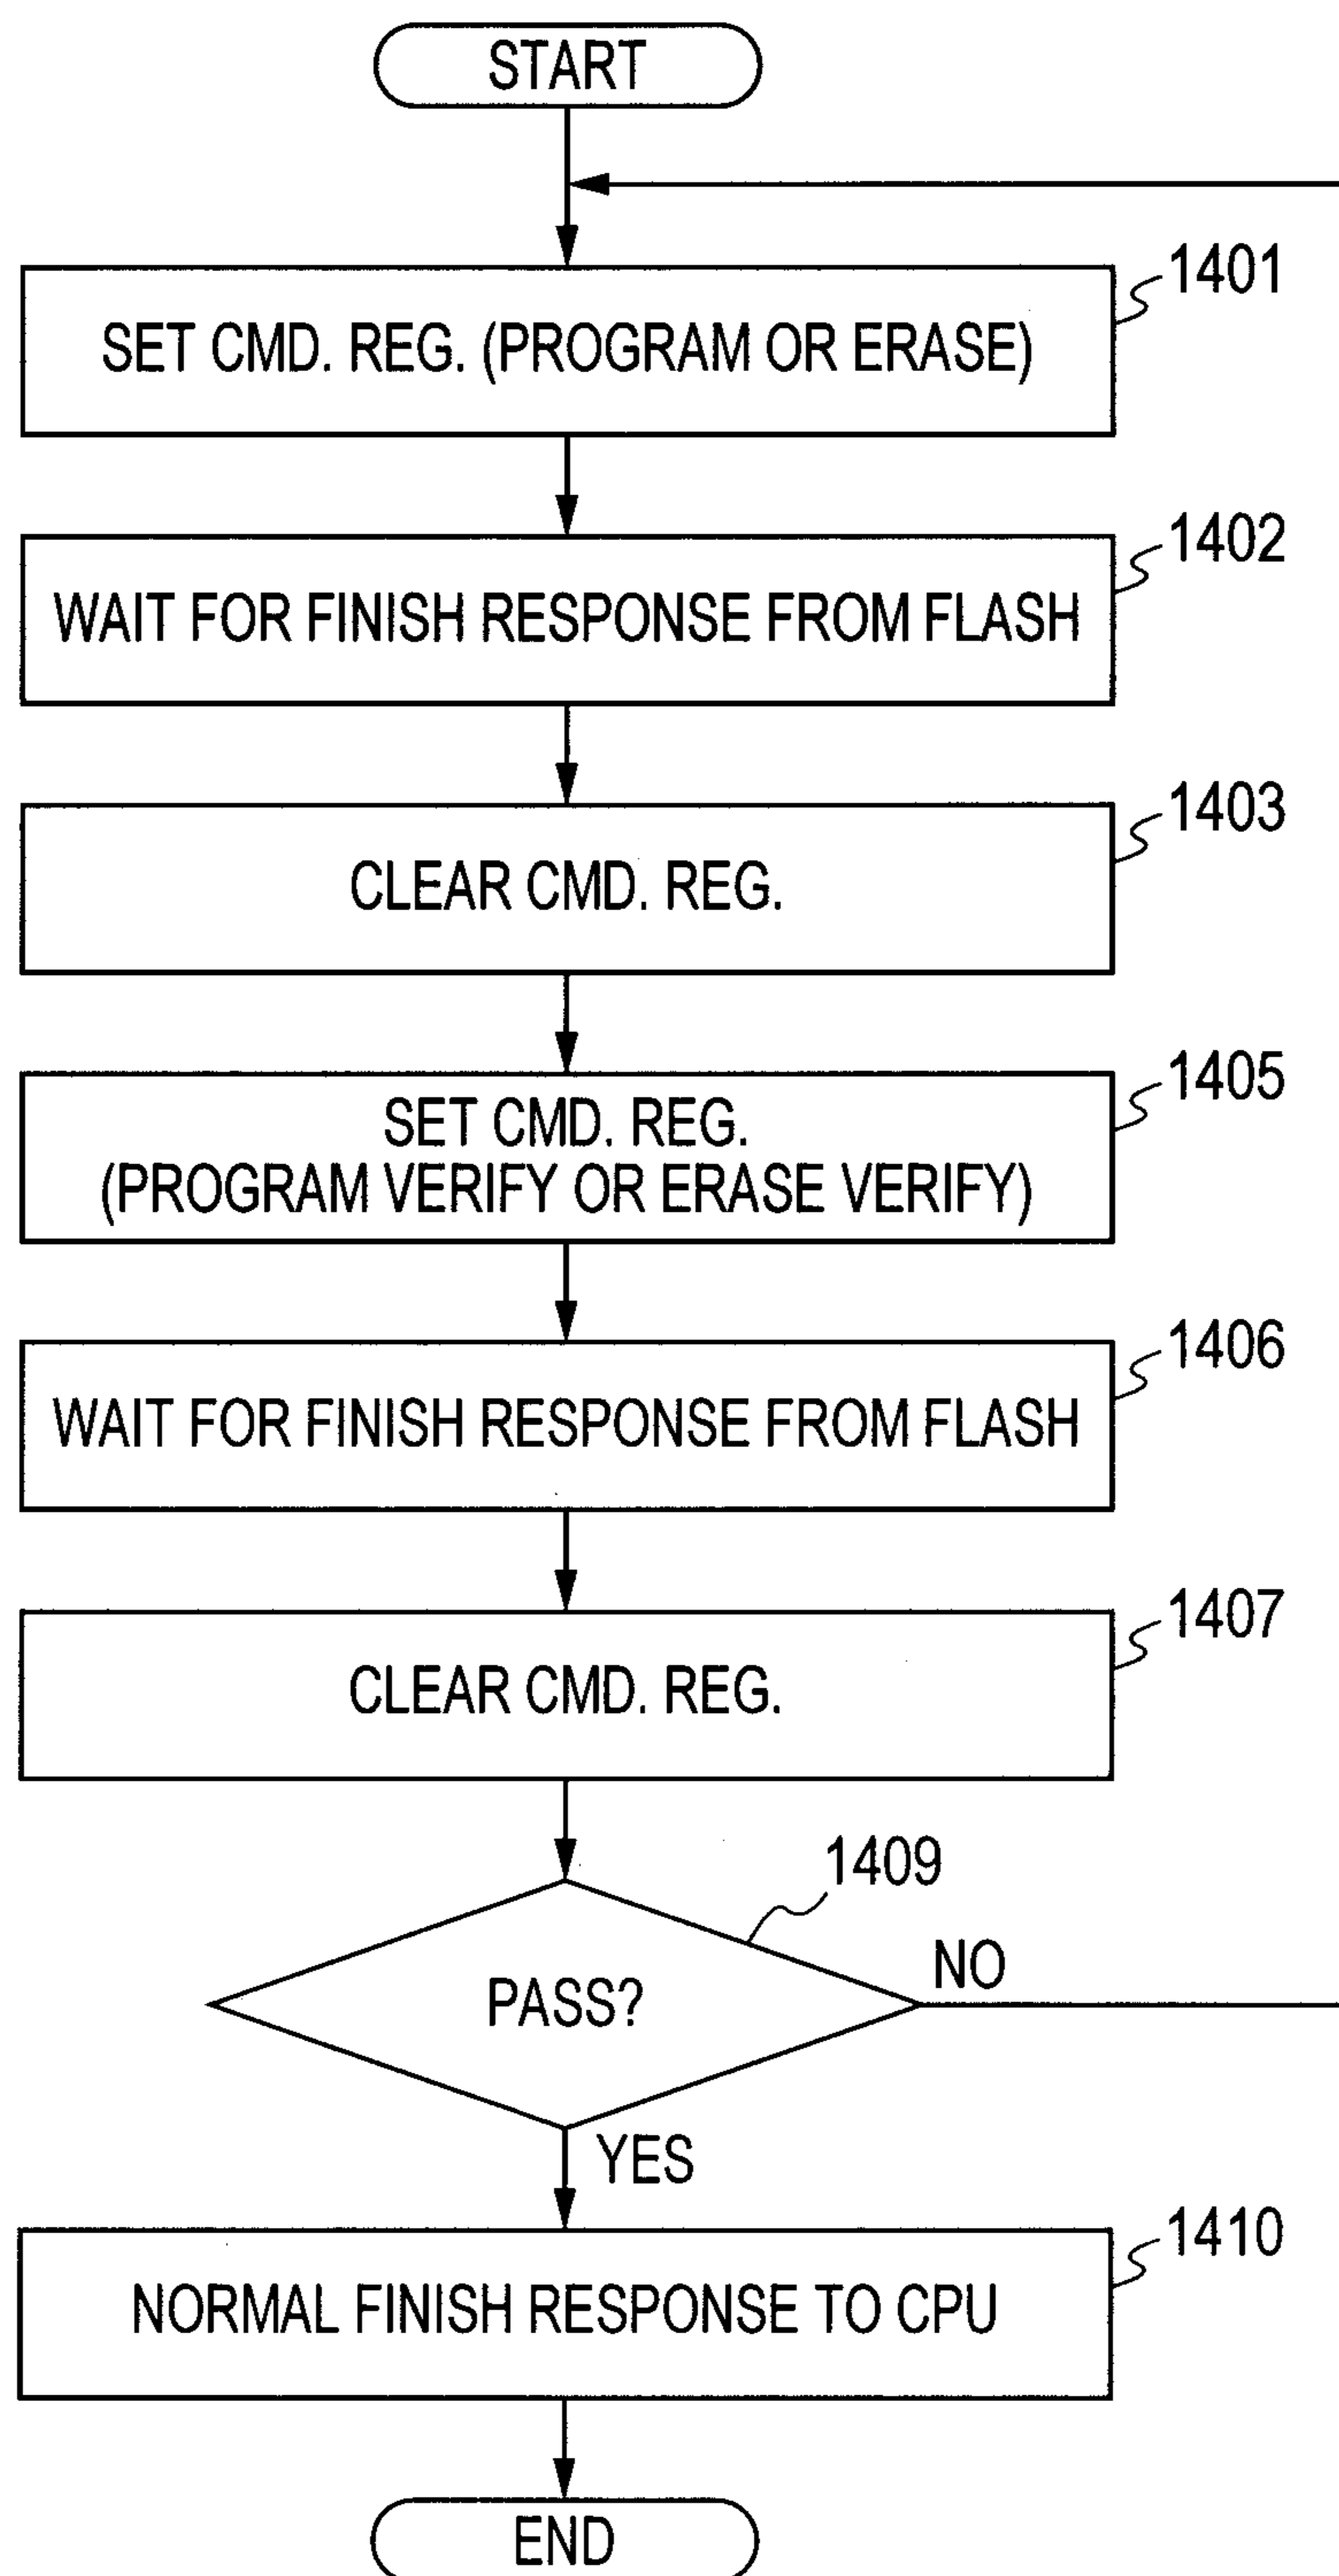 START
1401
SET CMD. REG. (PROGRAM OR ERASE)
1402
WAIT FOR FINISH RESPONSE FROM FLASH
1403
CLEAR CMD. REG.
1405
SET CMD. REG.
(PROGRAM VERIFY OR ERASE VERIFY)
1406
WAIT FOR FINISH RESPONSE FROM FLASH
1407
CLEAR CMD. REG.
1409
PASS?
NO
YES
1410
NORMAL FINISH RESPONSE TO CPU
END